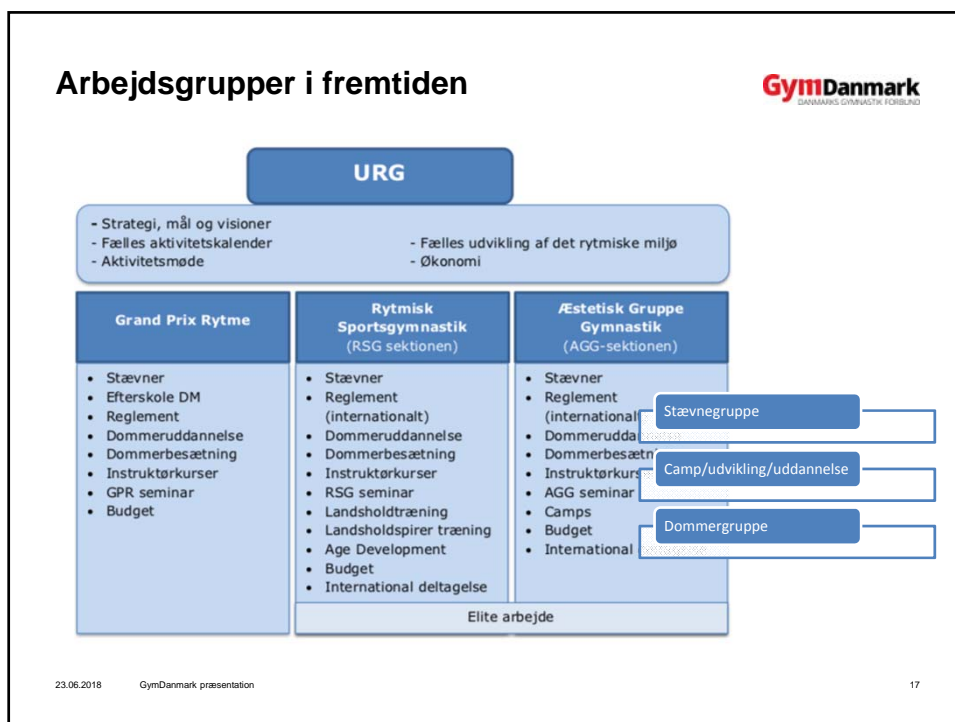 Arbejdsgrupper i fremtiden
GymDanmark
DANMARKS GYMNASTIK FORBUND
URG
- Strategi, mål og visioner
- Fælles aktivitetskalender
- Aktivitetsmøde
- Fælles udvikling af det rytmiske miljø
- Økonomi
Grand Prix Rytme
• Stævner
• Efterskole DM
• Reglement
• Dommeruddannelse
• Dommerbesætning
• Instruktørkurser
• GPR seminar
• Budget
Rytmisk
Sportsgymnastik
(RSG sektionen)
• Stævner
• Reglement
(internationalt)
• Dommeruddannelse
• Dommerbesætning
• Instruktørkurser
• RSG seminar
• Landsholdtræning
• Landsholdspirer træning
• Age Development
• Budget
• International deltagelse
Æstetisk Gruppe
Gymnastik
(AGG-sektionen)
• Stævner
• Reglement
(international
• Dommeruddan
• Dommerbesætn
• Instruktørkurs
• AGG seminar
• Camps
• Budget
• International
Elite arbejde
Stævnegruppe
Camp/udvikling/uddannelse
Dommergruppe
23.06.2018 GymDanmark præsentation 17